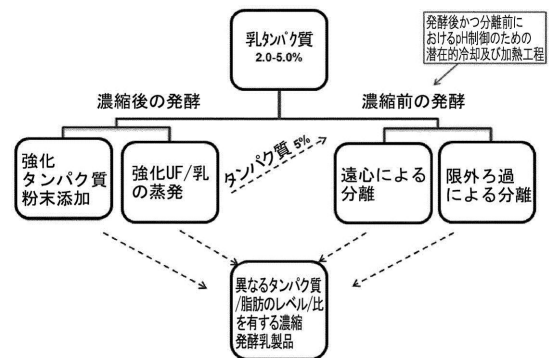 乳タンパク質
2.0-5.0%
発酵後かつ分離前に
おけるpH制御のための
潜在的冷却及び加熱工程
濃縮後の発酵
濃縮前の発酵
強化
タンパク質
粉末添加
強化UF/乳
の蒸発
タンパク質 5%
遠心による
分離
限外ろ過
による分離
異なるタンパク質
/脂肪のレベル/比
を有する濃縮
発酵乳製品